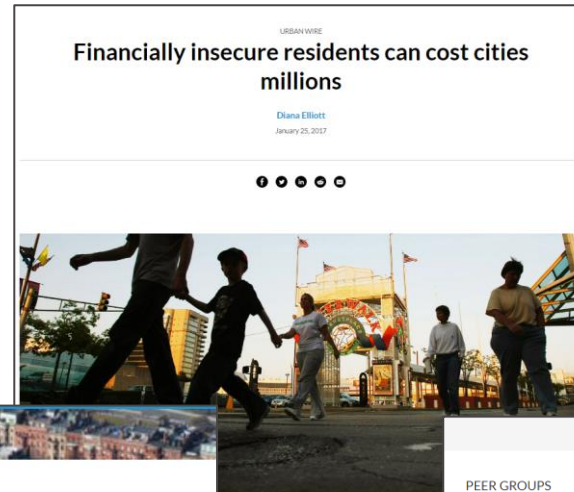 URBAN WIRE
Financially insecure residents can cost cities
millions
Diana Elliott
January 25, 2017
PEER GROUPS